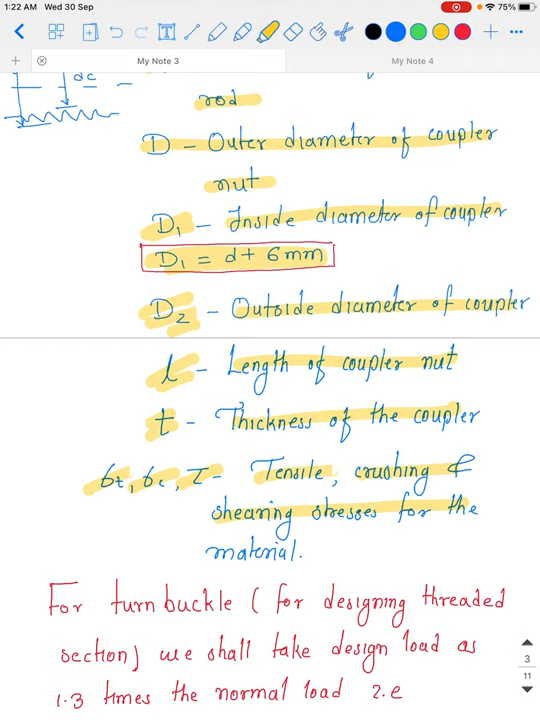 1:22 AM Wed 30 Sep
75%
My Note 3
My Note 4
dc
rod
D - Outer diameter of coupler
nut
D1 - Inside diameter of coupler
D1 = d + 6mm
D2 - Outside diameter of coupler
l - Length of coupler nut
t - Thickness of the coupler
σt, σc, τ - Tensile, crushing &
shearing stresses for the
material.
For turnbuckle (for designing threaded
section) we shall take design load as
1.3 times the normal load i.e
3
11